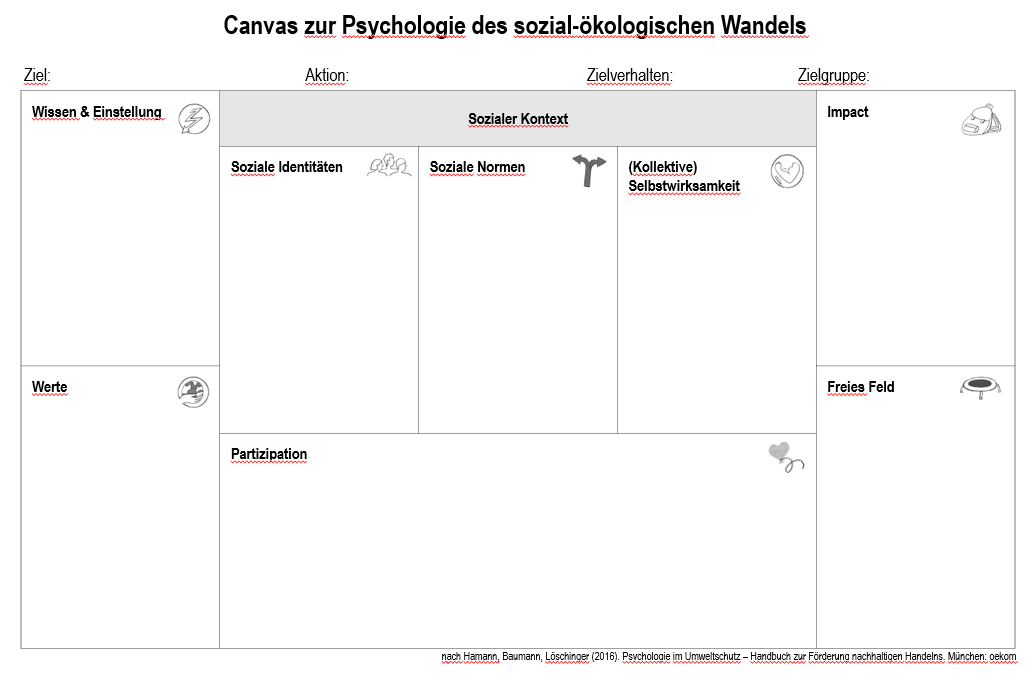 Canvas zur Psychologie des sozial-ökologischen Wandels
Ziel: Aktion: Zielverhalten: Zielgruppe:
Wissen & Einstellung
Sozialer Kontext
Impact
Soziale Identitäten
Soziale Normen
(Kollektive)
Selbstwirksamkeit
Werte
Freies Feld
Partizipation
nach Hamann, Baumann, Löschinger (2016). Psychologie im Umweltschutz – Handbuch zur Förderung nachhaltigen Handelns. München: oekom